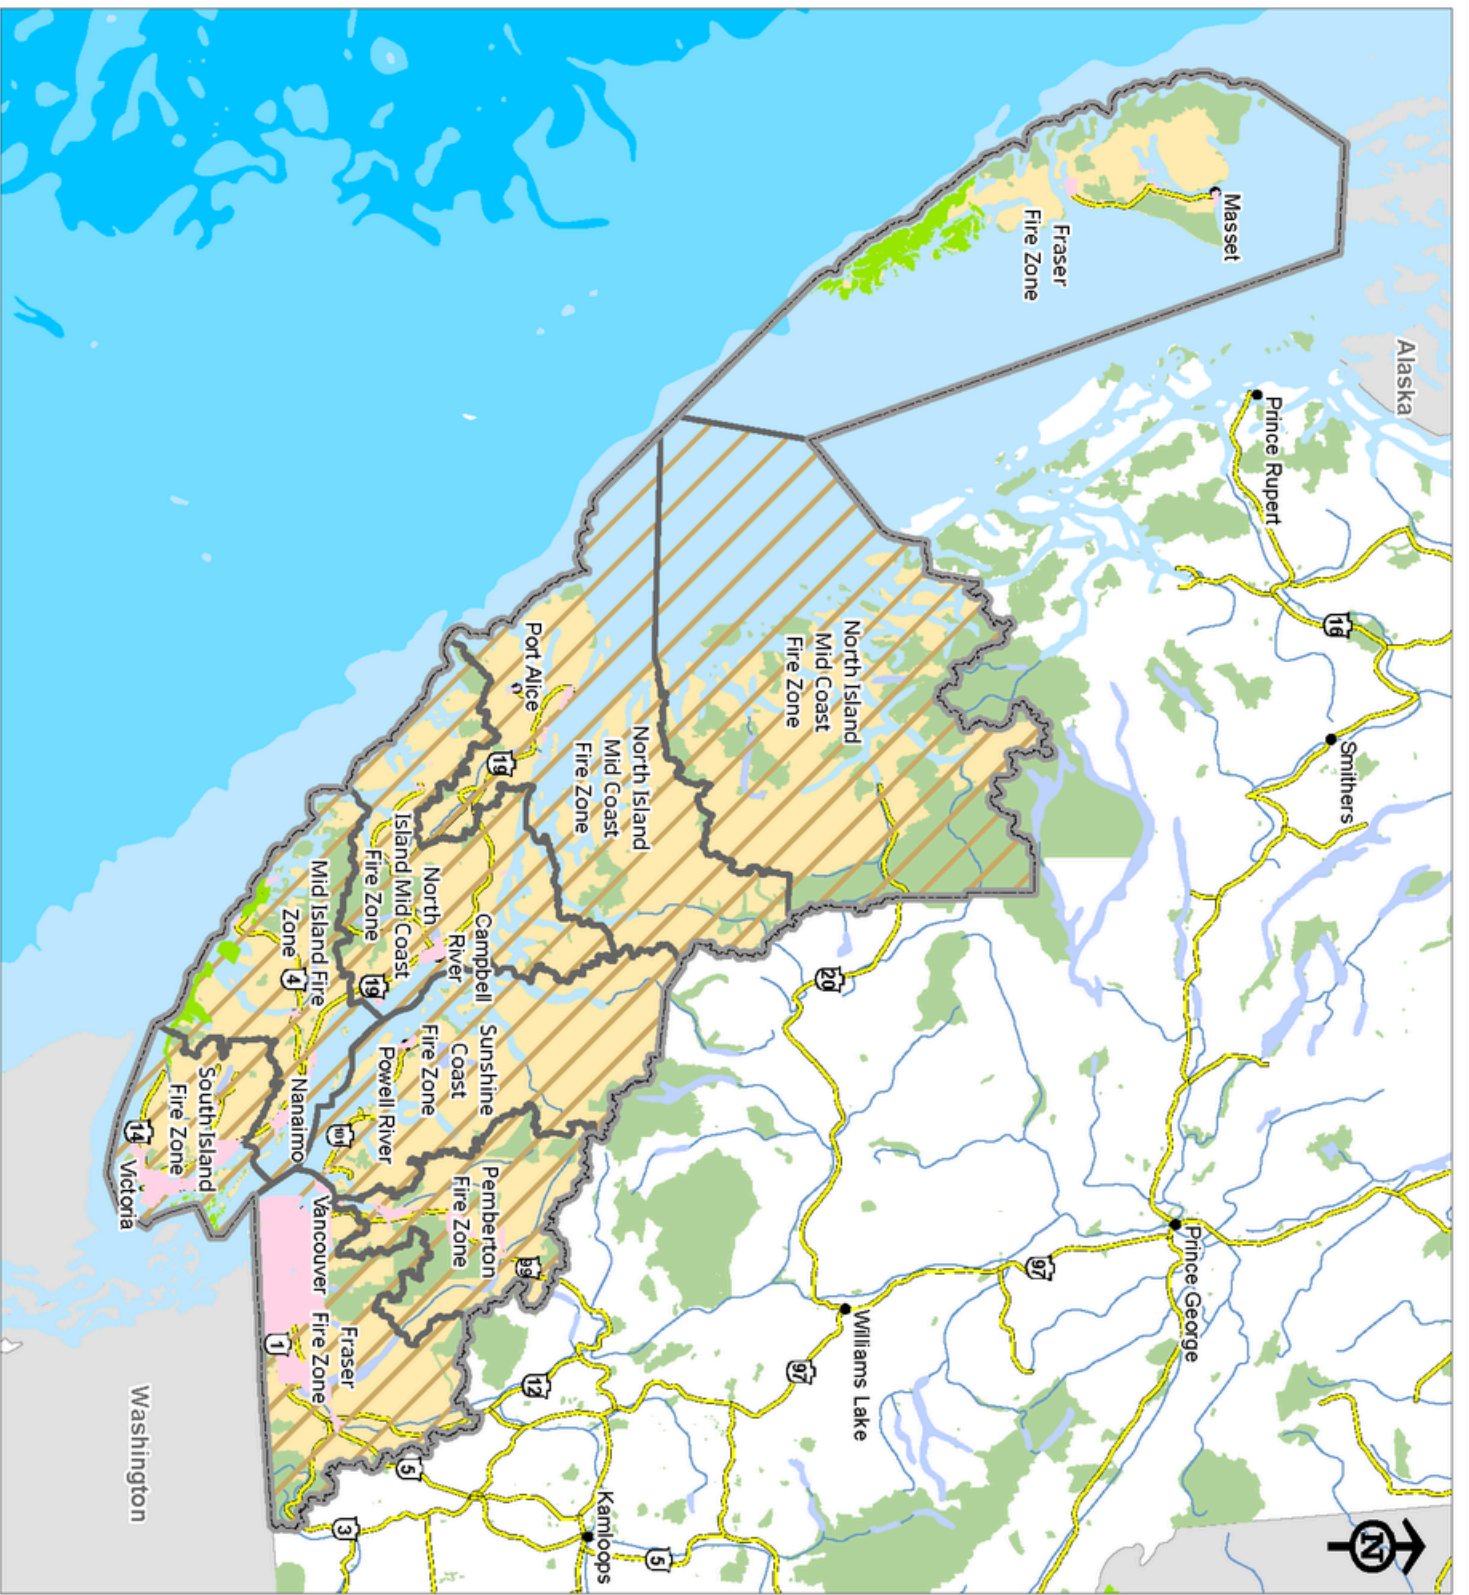 Alaska
Masset
Fraser
Fire Zone
Prince Rupert
16
Smithers
North Island
Mid Coast
Fire Zone
Port Alice
19
North Island
Mid Coast
Fire Zone
North
Island Mid Coast
Fire Zone
Campbell
River
19
20
Mid Island Fire
Zone
4
Sunshine
Coast
Fire Zone
Powell River
101
Nanaimo
South Island
Fire Zone
14
Victoria
Pemberton
Fire Zone
99
Vancouver
1
Fraser
Fire Zone
Prince George
97
Williams Lake
97
12
5
3
Kamloops
5
Washington
N